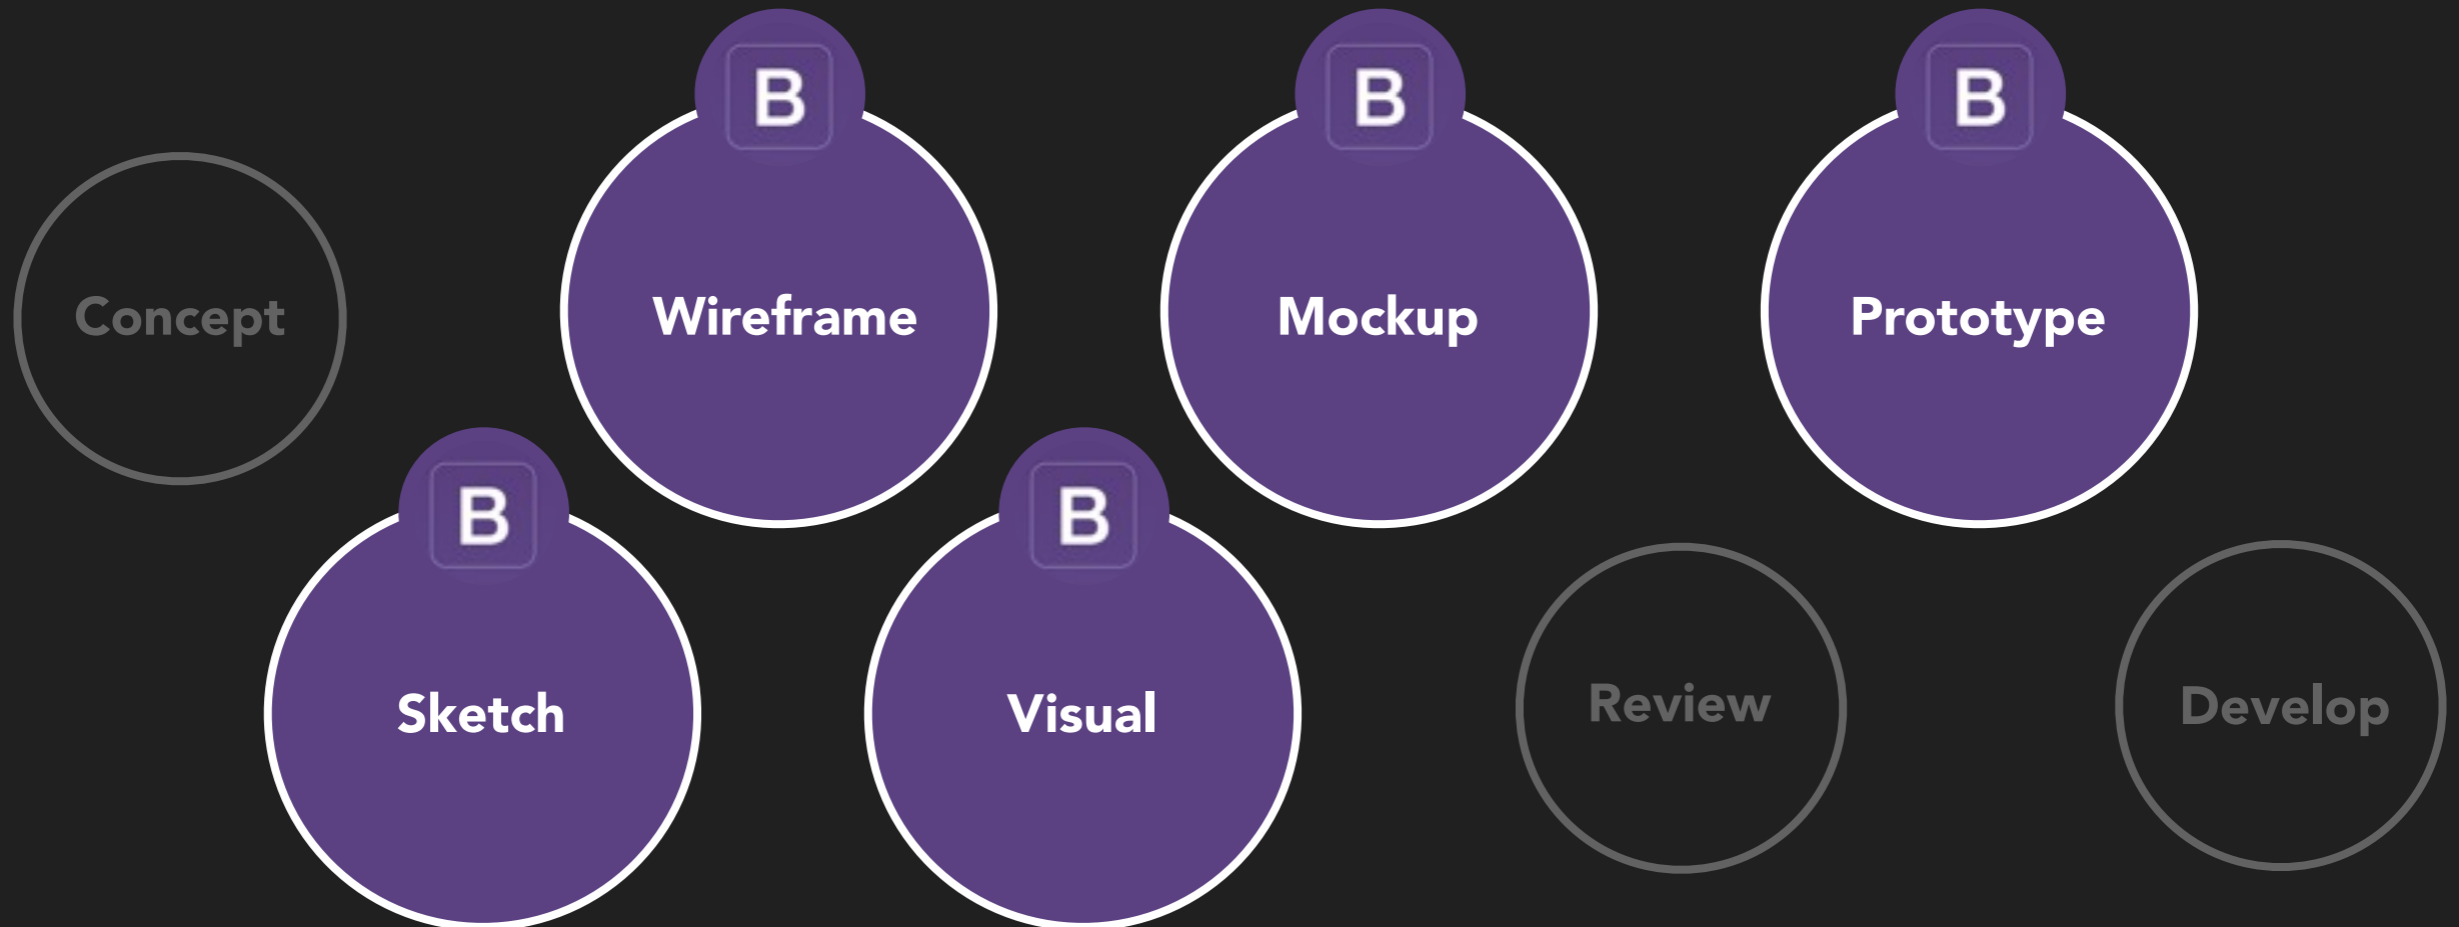 B
B
B
Concept
Wireframe
Mockup
Prototype
B
B
Sketch
Visual
Review
Develop